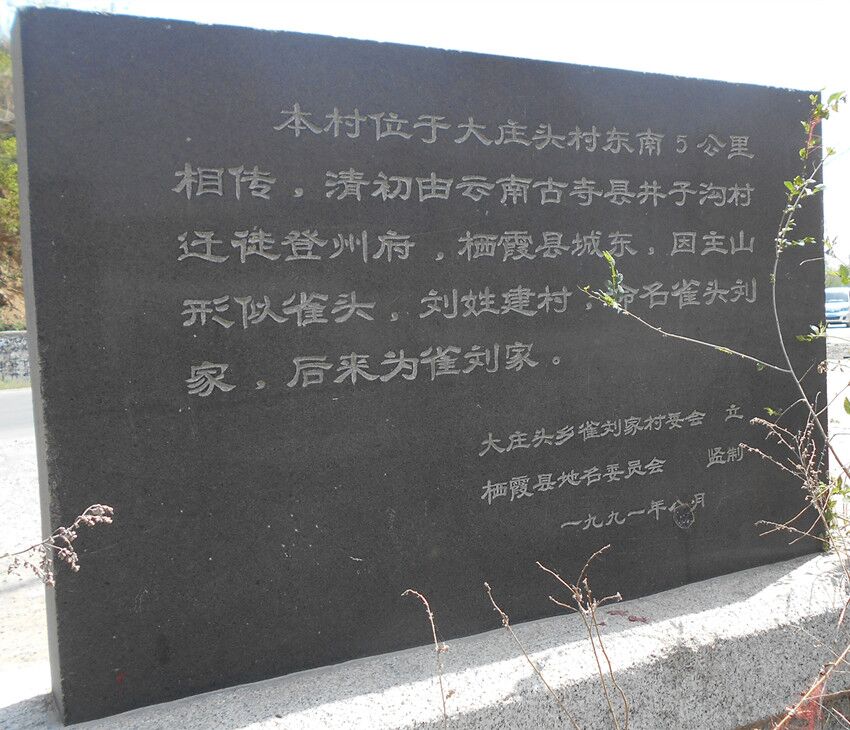 本村位于大庄头村东南5公里
相传，清初由云南古寺县井子沟村
迁徒登州府，栖霞县城东，因主山
形似雀头，刘姓建村，命名雀头刘
家，后来为雀刘家。
大庄头乡雀刘家村委会 立
栖霞县地名委员会 监制
一九九一年 月